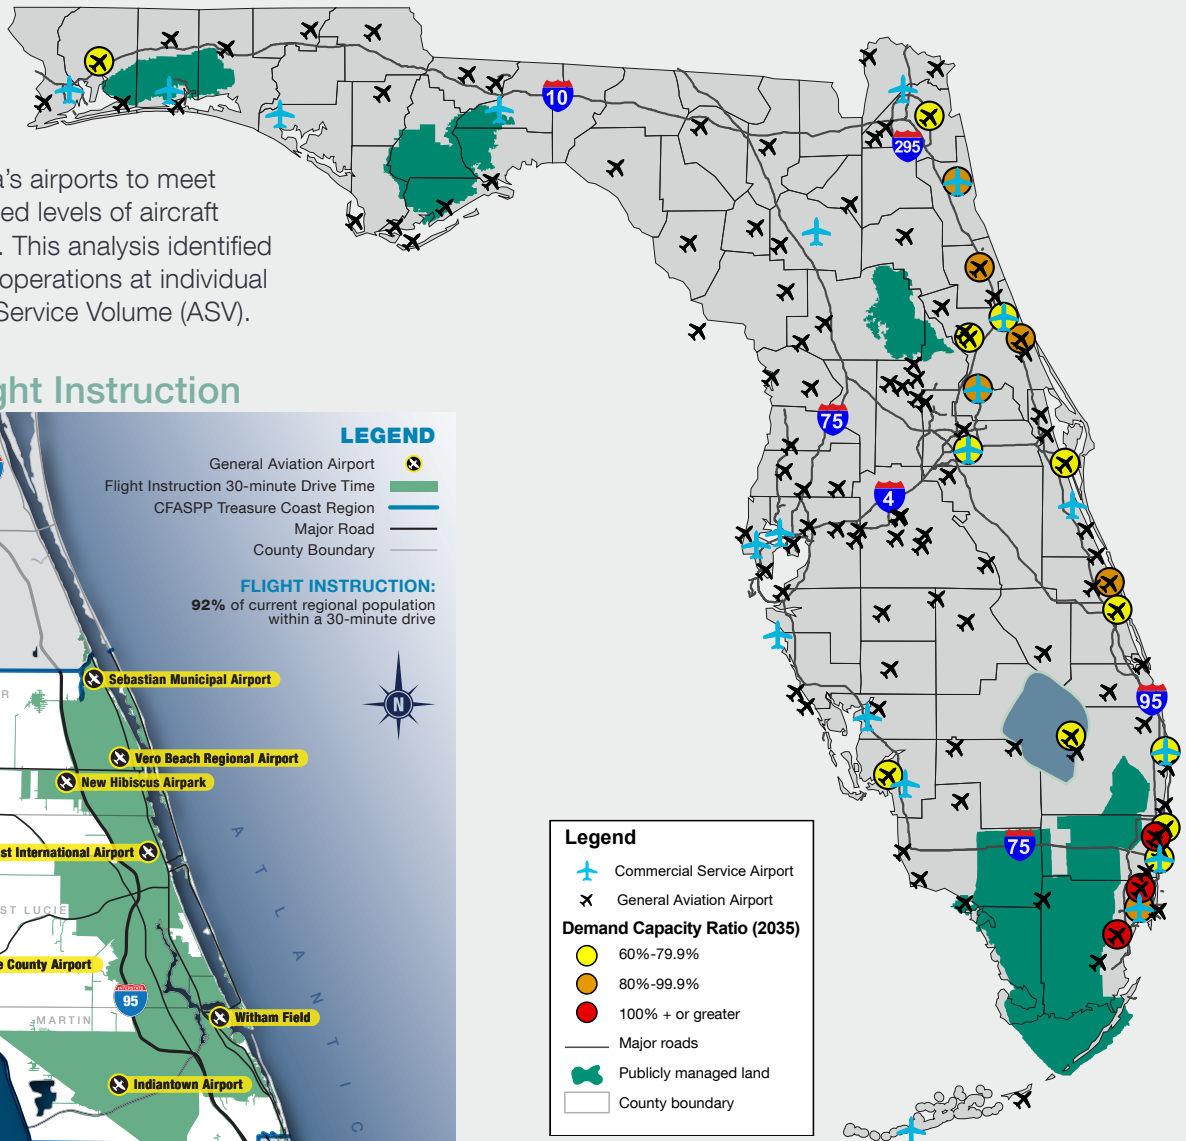 a's airports to meet
ed levels of aircraft
. This analysis identified
operations at individual
Service Volume (ASV).
ght Instruction
LEGEND
General Aviation Airport
Flight Instruction 30-minute Drive Time
CFASPP Treasure Coast Region
Major Road
County Boundary
FLIGHT INSTRUCTION:
92% of current regional population
within a 30-minute drive
N
Sebastian Municipal Airport
R
Vero Beach Regional Airport
New Hibiscus Airpark
st International Airport
ST LUCIE
e County Airport
95
MARTIN
Witham Field
Indiantown Airport
ATLANTIC
10
295
75
4
95
75
Legend
Commercial Service Airport
General Aviation Airport
Demand Capacity Ratio (2035)
60%-79.9%
80%-99.9%
100% + or greater
Major roads
Publicly managed land
County boundary